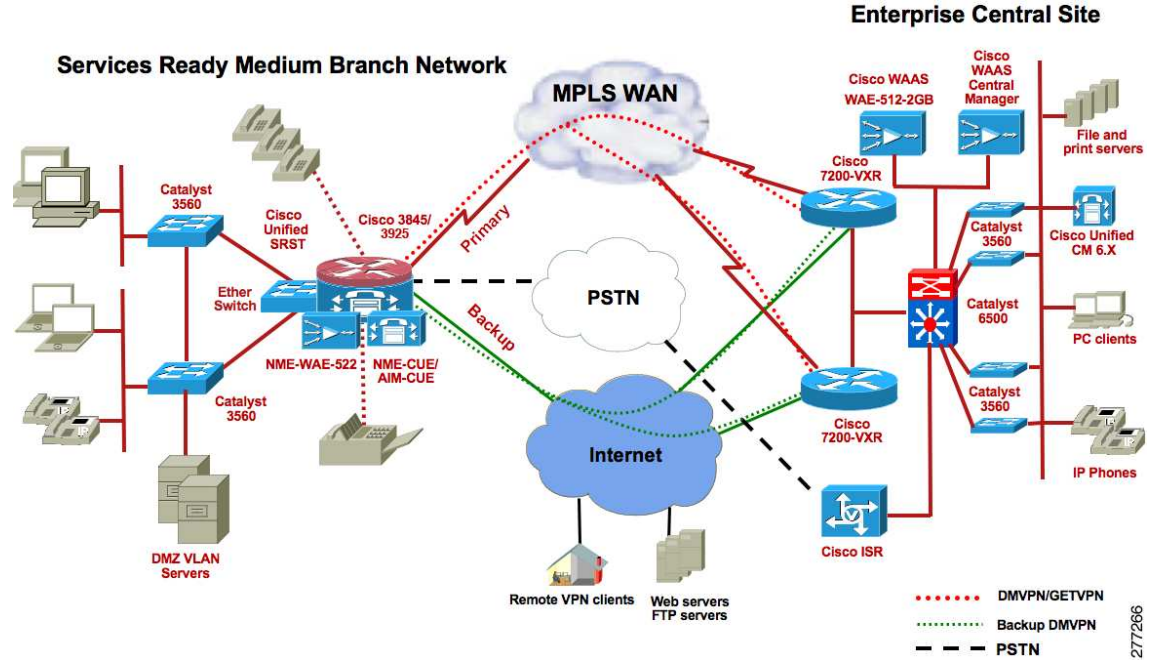 Enterprise Central Site
Services Ready Medium Branch Network
MPLS WAN
Cisco WAAS
WAE-512-2GB
Cisco
WAAS
Central
Manager
File and
print servers
Catalyst
3560
Cisco
Unified
SRST
Cisco 3845/
3925
Primary
Cisco
7200-VXR
Catalyst
3560
Cisco Unified
CM 6.X
Ether
Switch
PSTN
Catalyst
6500
Backup
PC clients
NME-WAE-522
NME-CUE/
AIM-CUE
Catalyst
3560
Catalyst
3560
Cisco
7200-VXR
Internet
IP
IP
IP
IP
IP Phones
DMZ VLAN
Servers
V
Cisco ISR
Remote VPN clients
Web servers
FTP servers
DMVPN/GETVPN
Backup DMVPN
PSTN
277266